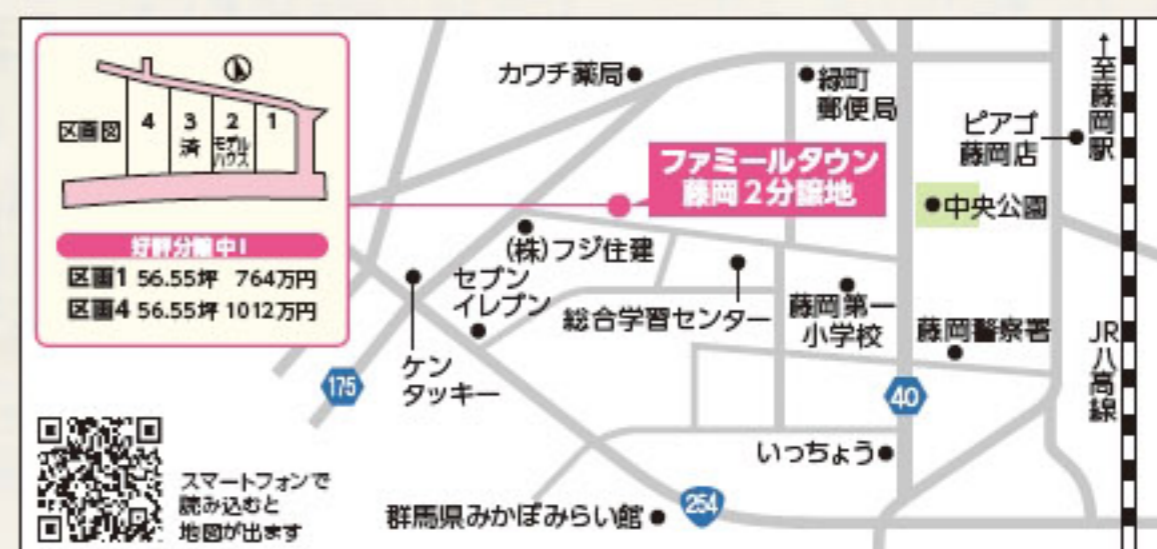 区画図
4
3
済
2
モデル
ハウス
1
好評分譲中!
区画1 56.55坪 764万円
区画4 56.55坪 1012万円
スマートフォンで
読み込むと
地図が出ます
カワチ薬局
緑町
郵便局
ピアゴ
藤岡店
↑至藤岡駅
ファミールタウン
藤岡2分譲地
中央公園
(株)フジ住建
セブン
イレブン
総合学習センター
藤岡第一
小学校
藤岡警察署
JR八高線
ケン
タッキー
175
40
いっちょう
254
群馬県みかぼみらい館